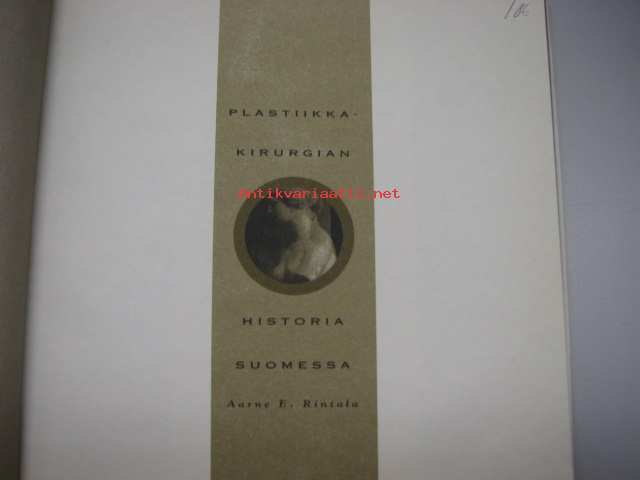 PLASTIIKKA-
KIRURGIAN
Antikvariaatti.net
HISTORIA
SUOMESSA
Aarne E. Rintala